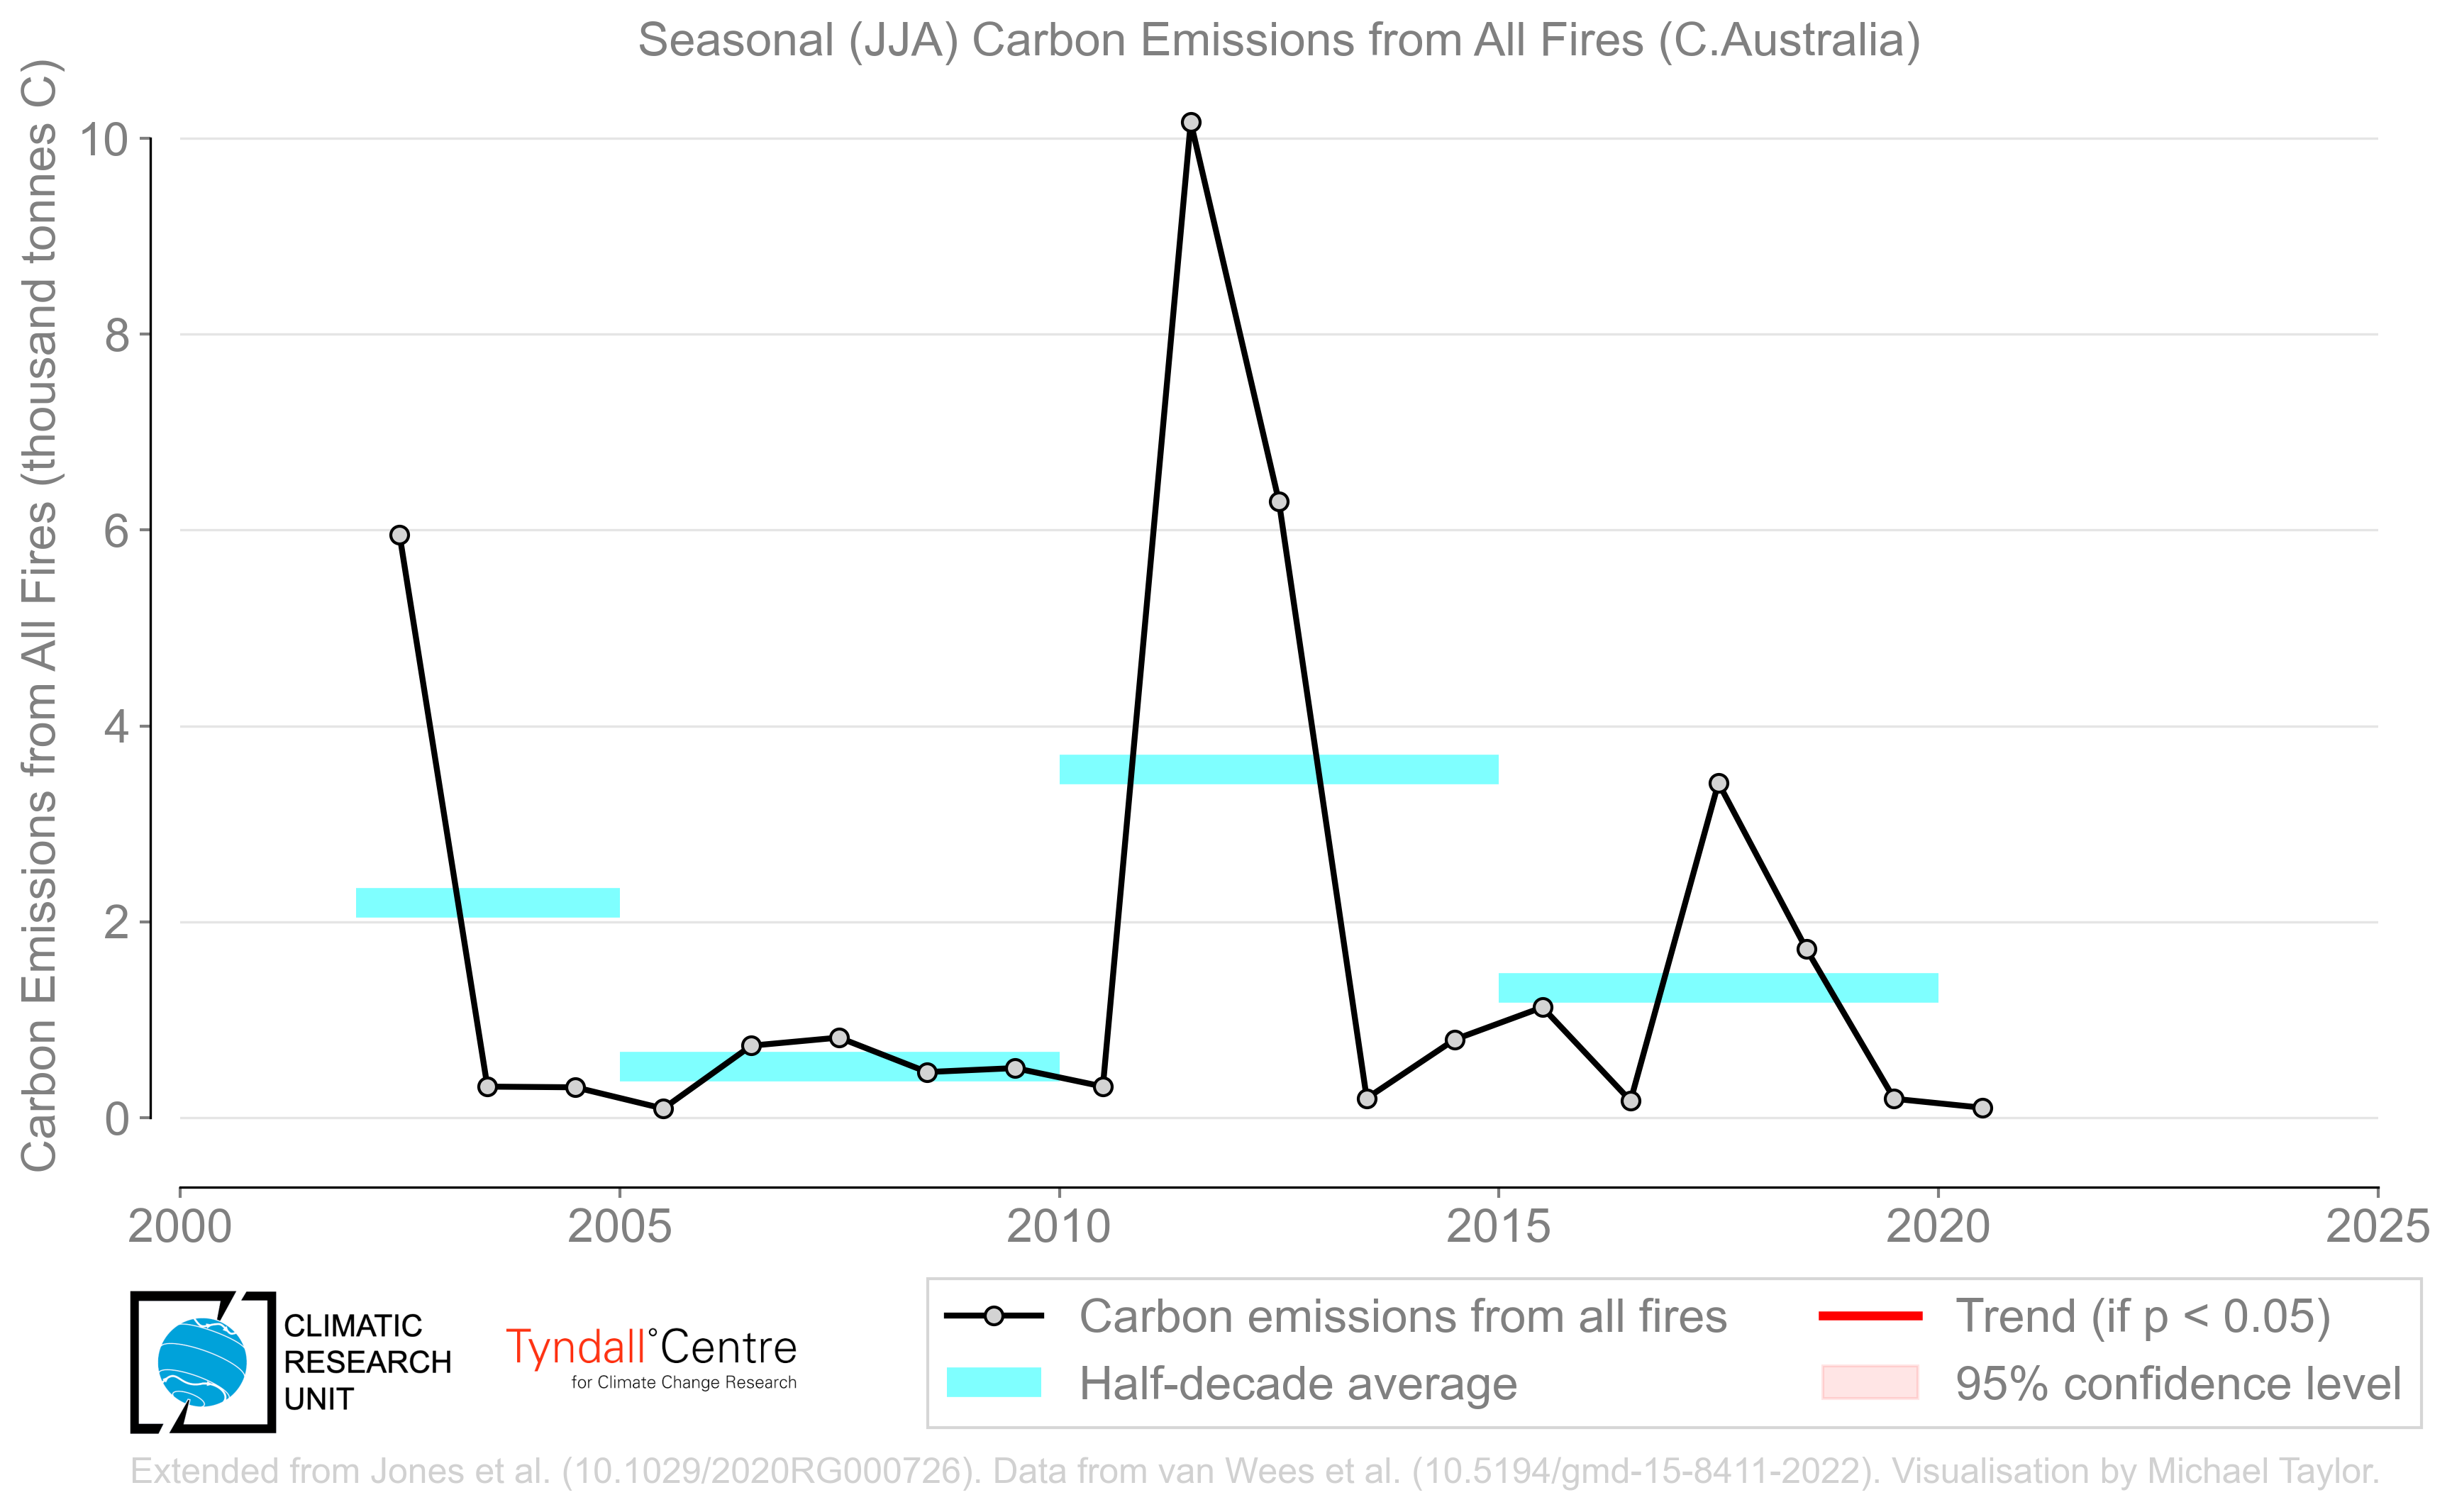 Seasonal (JJA) Carbon Emissions from All Fires (C.Australia)
Carbon Emissions from All Fires (thousand tonnes C)
10
8
6
4
2
0
2000
2005
2010
2015
2020
2025
CLIMATIC
RESEARCH
UNIT
Tyndall°Centre
for Climate Change Research
Carbon emissions from all fires
Half-decade average
Trend (if p < 0.05)
95% confidence level
Extended from Jones et al. (10.1029/2020RG000726). Data from van Wees et al. (10.5194/gmd-15-8411-2022). Visualisation by Michael Taylor.